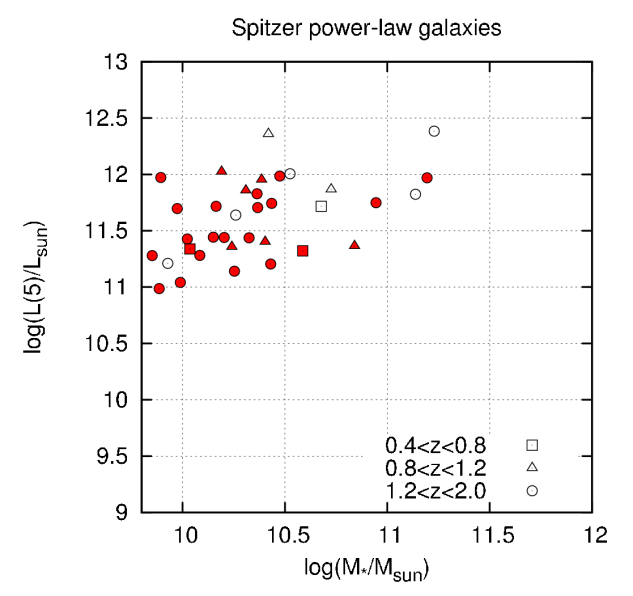 Spitzer power-law galaxies
13
12.5
12
11.5
11
10.5
10
9.5
9
log(L(5)/Lsun)
0.4<z<0.8
0.8<z<1.2
1.2<z<2.0
10 10.5 11 11.5 12
log(M*/Msun)